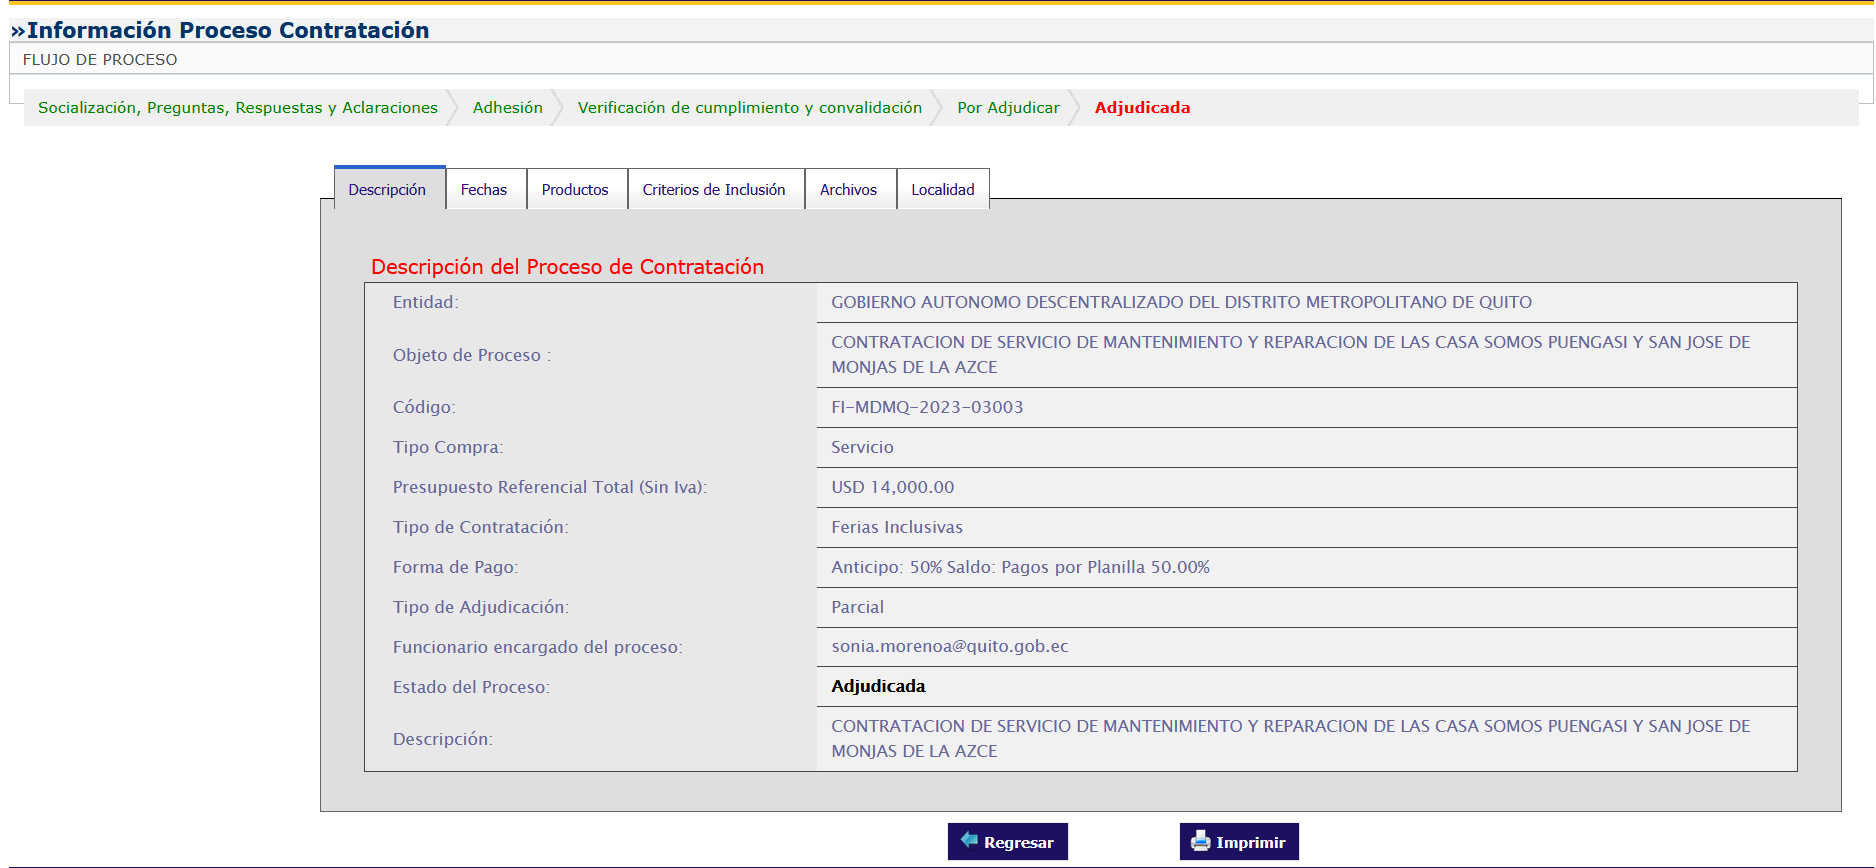 »Información Proceso Contratación
FLUJO DE PROCESO
Socialización, Preguntas, Respuestas y Aclaraciones Adhesión Verificación de cumplimiento y convalidación Por Adjudicar Adjudicada
Descripción Fechas Productos Criterios de Inclusión Archivos Localidad
Descripción del Proceso de Contratación
Entidad: GOBIERNO AUTONOMO DESCENTRALIZADO DEL DISTRITO METROPOLITANO DE QUITO
Objeto de Proceso : CONTRATACION DE SERVICIO DE MANTENIMIENTO Y REPARACION DE LAS CASA SOMOS PUENGASI Y SAN JOSE DE
MONJAS DE LA AZCE
Código: FI-MDMQ-2023-03003
Tipo Compra: Servicio
Presupuesto Referencial Total (Sin Iva): USD 14,000.00
Tipo de Contratación: Ferias Inclusivas
Forma de Pago: Anticipo: 50% Saldo: Pagos por Planilla 50.00%
Tipo de Adjudicación: Parcial
Funcionario encargado del proceso: sonia.morenoa@quito.gob.ec
Estado del Proceso: Adjudicada
Descripción: CONTRATACION DE SERVICIO DE MANTENIMIENTO Y REPARACION DE LAS CASA SOMOS PUENGASI Y SAN JOSE DE
MONJAS DE LA AZCE
Regresar Imprimir